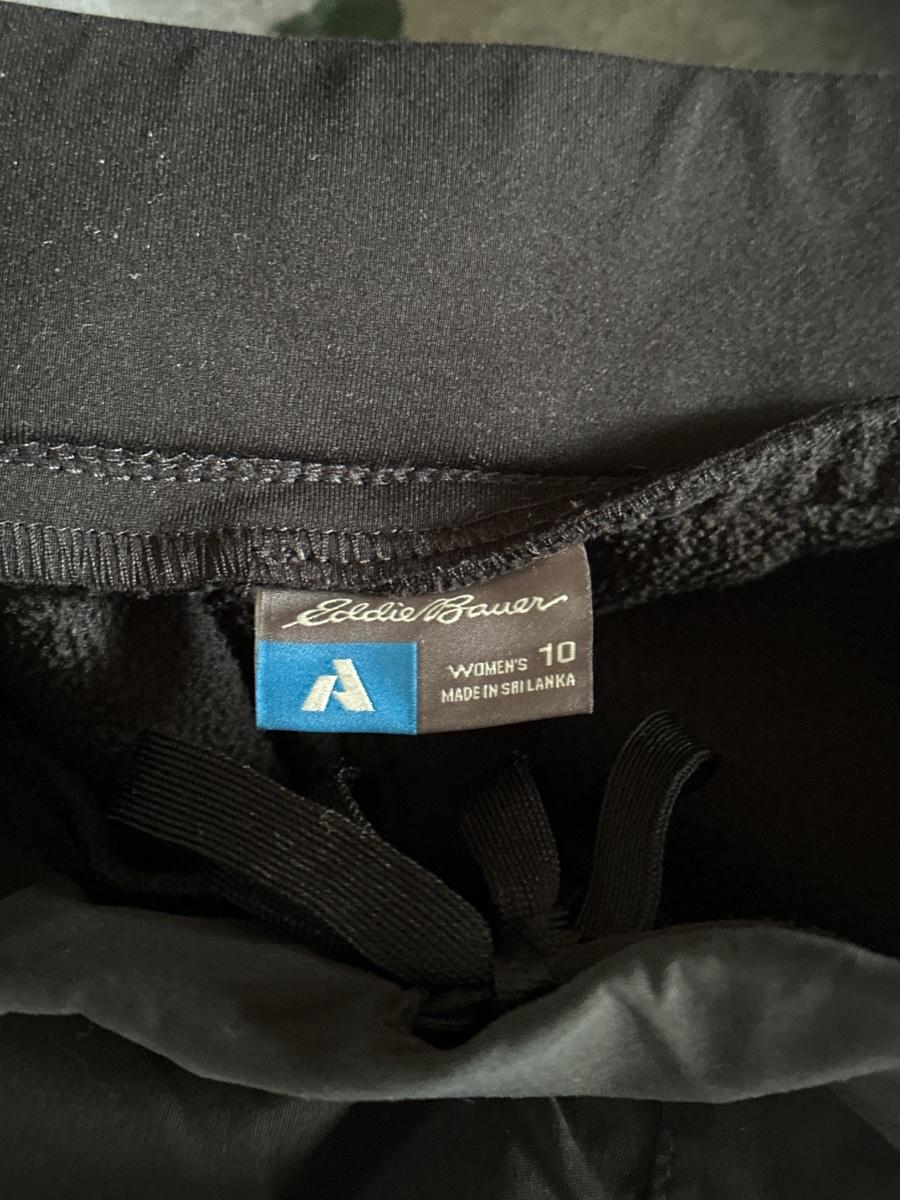 Eddie Bauer
WOMEN'S 10
MADE IN SRI LANKA